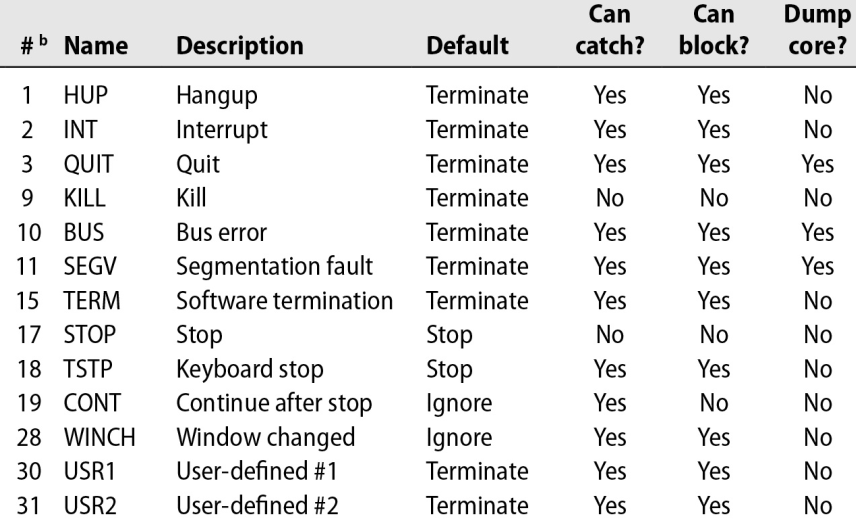 Can Can Dump
# b Name Description Default catch? block? core?
1 HUP Hangup Terminate Yes Yes No
2 INT Interrupt Terminate Yes Yes No
3 QUIT Quit Terminate Yes Yes Yes
9 KILL Kill Terminate No No No
10 BUS Bus error Terminate Yes Yes Yes
11 SEGV Segmentation fault Terminate Yes Yes Yes
15 TERM Software termination Terminate Yes Yes No
17 STOP Stop Stop No No No
18 TSTP Keyboard stop Stop Yes Yes No
19 CONT Continue after stop Ignore Yes No No
28 WINCH Window changed Ignore Yes Yes No
30 USR1 User-defined #1 Terminate Yes Yes No
31 USR2 User-defined #2 Terminate Yes Yes No